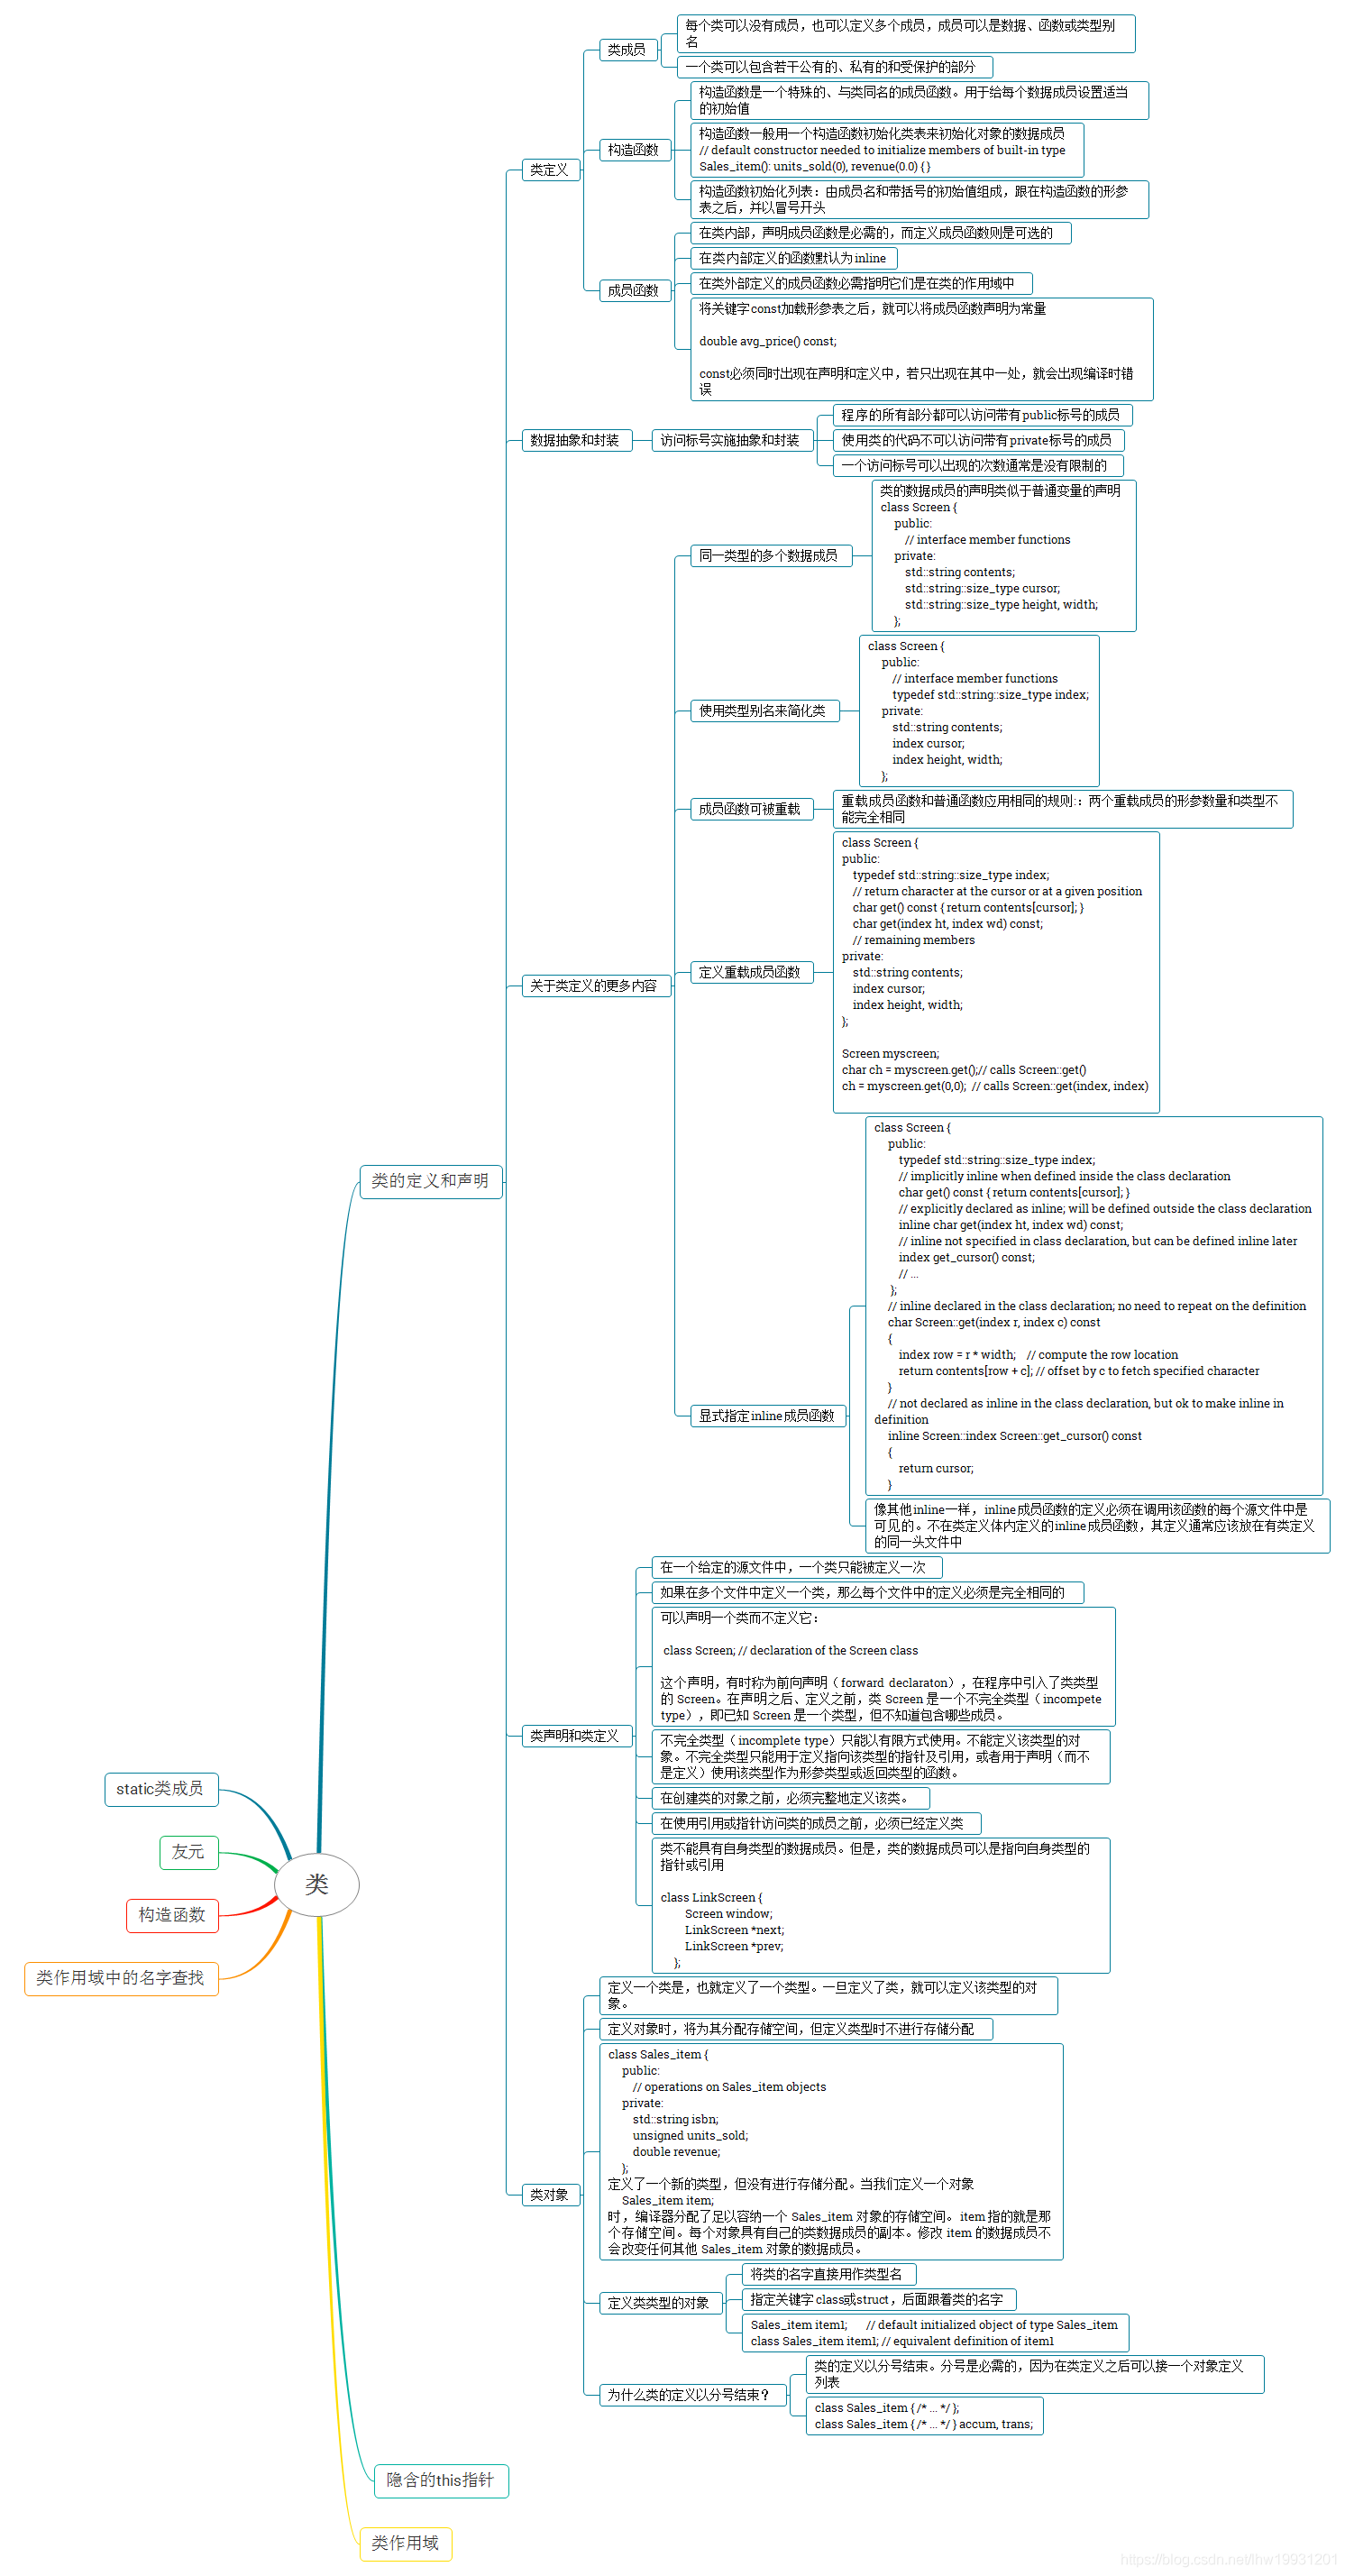 类
类的定义和声明
类定义
类成员
每个类可以没有成员，也可以定义多个成员，成员可以是数据、函数或类型别
名
一个类可以包含若干公有的、私有的和受保护的部分
构造函数
构造函数是一个特殊的、与类同名的成员函数。用于给每个数据成员设置适当
的初始值
构造函数一般用一个构造函数初始化类表来初始化对象的数据成员
// default constructor needed to initialize members of built-in type
Sales_item(): units_sold(0), revenue(0.0) { }
构造函数初始化列表：由成员名和带括号的初始值组成，跟在构造函数的形参
表之后，并以冒号开头
成员函数
在类内部，声明成员函数是必需的，而定义成员函数则是可选的
在类内部定义的函数默认为inline
在类外部定义的成员函数必需指明它们是在类的作用域中
将关键字const加载形参表之后，就可以将成员函数声明为常量
double avg_price() const;
const必须同时出现在声明和定义中，若只出现在其中一处，就会出现编译时错
误
数据抽象和封装
访问标号实施抽象和封装
程序的所有部分都可以访问带有public标号的成员
使用类的代码不可以访问带有private标号的成员
一个访问标号可以出现的次数通常是没有限制的
关于类定义的更多内容
同一类型的多个数据成员
类的数据成员的声明类似于普通变量的声明
class Screen {
public:
// interface member functions
private:
std::string contents;
std::string::size_type cursor;
std::string::size_type height, width;
};
使用类型别名来简化类
class Screen {
public:
// interface member functions
typedef std::string::size_type index;
private:
std::string contents;
index cursor;
index height, width;
};
成员函数可被重载
重载成员函数和普通函数应用相同的规则:：两个重载成员的形参数量和类型不
能完全相同
定义重载成员函数
class Screen {
public:
typedef std::string::size_type index;
// return character at the cursor or at a given position
char get() const { return contents[cursor]; }
char get(index ht, index wd) const;
// remaining members
private:
std::string contents;
index cursor;
index height, width;
};
Screen myscreen;
char ch = myscreen.get();// calls Screen::get()
ch = myscreen.get(0,0);  // calls Screen::get(index, index)
显式指定inline成员函数
class Screen {
public:
typedef std::string::size_type index;
// implicitly inline when defined inside the class declaration
char get() const { return contents[cursor]; }
// explicitly declared as inline; will be defined outside the class declaration
inline char get(index ht, index wd) const;
// inline not specified in class declaration, but can be defined inline later
index get_cursor() const;
// ...
};
// inline declared in the class declaration; no need to repeat on the definition
char Screen::get(index r, index c) const
{
index row = r * width;    // compute the row location
return contents[row + c]; // offset by c to fetch specified character
}
// not declared as inline in the class declaration, but ok to make inline in
definition
inline Screen::index Screen::get_cursor() const
{
return cursor;
}
像其他inline一样，inline成员函数的定义必须在调用该函数的每个源文件中是
可见的。不在类定义体内定义的inline成员函数，其定义通常应该放在有类定义
的同一头文件中
类声明和类定义
在一个给定的源文件中，一个类只能被定义一次
如果在多个文件中定义一个类，那么每个文件中的定义必须是完全相同的
可以声明一个类而不定义它：
class Screen; // declaration of the Screen class
这个声明，有时称为前向声明（forward declaraton），在程序中引入了类类型
的 Screen。在声明之后、定义之前，类 Screen 是一个不完全类型（incompete
type），即已知 Screen 是一个类型，但不知道包含哪些成员。
不完全类型（incomplete type）只能以有限方式使用。不能定义该类型的对
象。不完全类型只能用于定义指向该类型的指针及引用，或者用于声明（而不
是定义）使用该类型作为形参类型或返回类型的函数。
在创建类的对象之前，必须完整地定义该类。
在使用引用或指针访问类的成员之前，必须已经定义类
类不能具有自身类型的数据成员。但是，类的数据成员可以是指向自身类型的
指针或引用
class LinkScreen {
Screen window;
LinkScreen *next;
LinkScreen *prev;
};
类对象
定义一个类是，也就定义了一个类型。一旦定义了类，就可以定义该类型的对
象。
定义对象时，将为其分配存储空间，但定义类型时不进行存储分配
class Sales_item {
public:
// operations on Sales_item objects
private:
std::string isbn;
unsigned units_sold;
double revenue;
};
定义了一个新的类型，但没有进行存储分配。当我们定义一个对象
Sales_item item;
时，编译器分配了足以容纳一个 Sales_item 对象的存储空间。item 指的就是那
个存储空间。每个对象具有自己的类数据成员的副本。修改 item 的数据成员不
会改变任何其他 Sales_item 对象的数据成员。
定义类类型的对象
将类的名字直接用作类型名
指定关键字class或struct，后面跟着类的名字
Sales_item item1;       // default initialized object of type Sales_item
class Sales_item item1; // equivalent definition of item1
为什么类的定义以分号结束？
类的定义以分号结束。分号是必需的，因为在类定义之后可以接一个对象定义
列表
class Sales_item { /* ... */ };
class Sales_item { /* ... */ } accum, trans;
隐含的this指针
类作用域
static类成员
友元
构造函数
类作用域中的名字查找
https://blog.csdn.net/lhw19931201